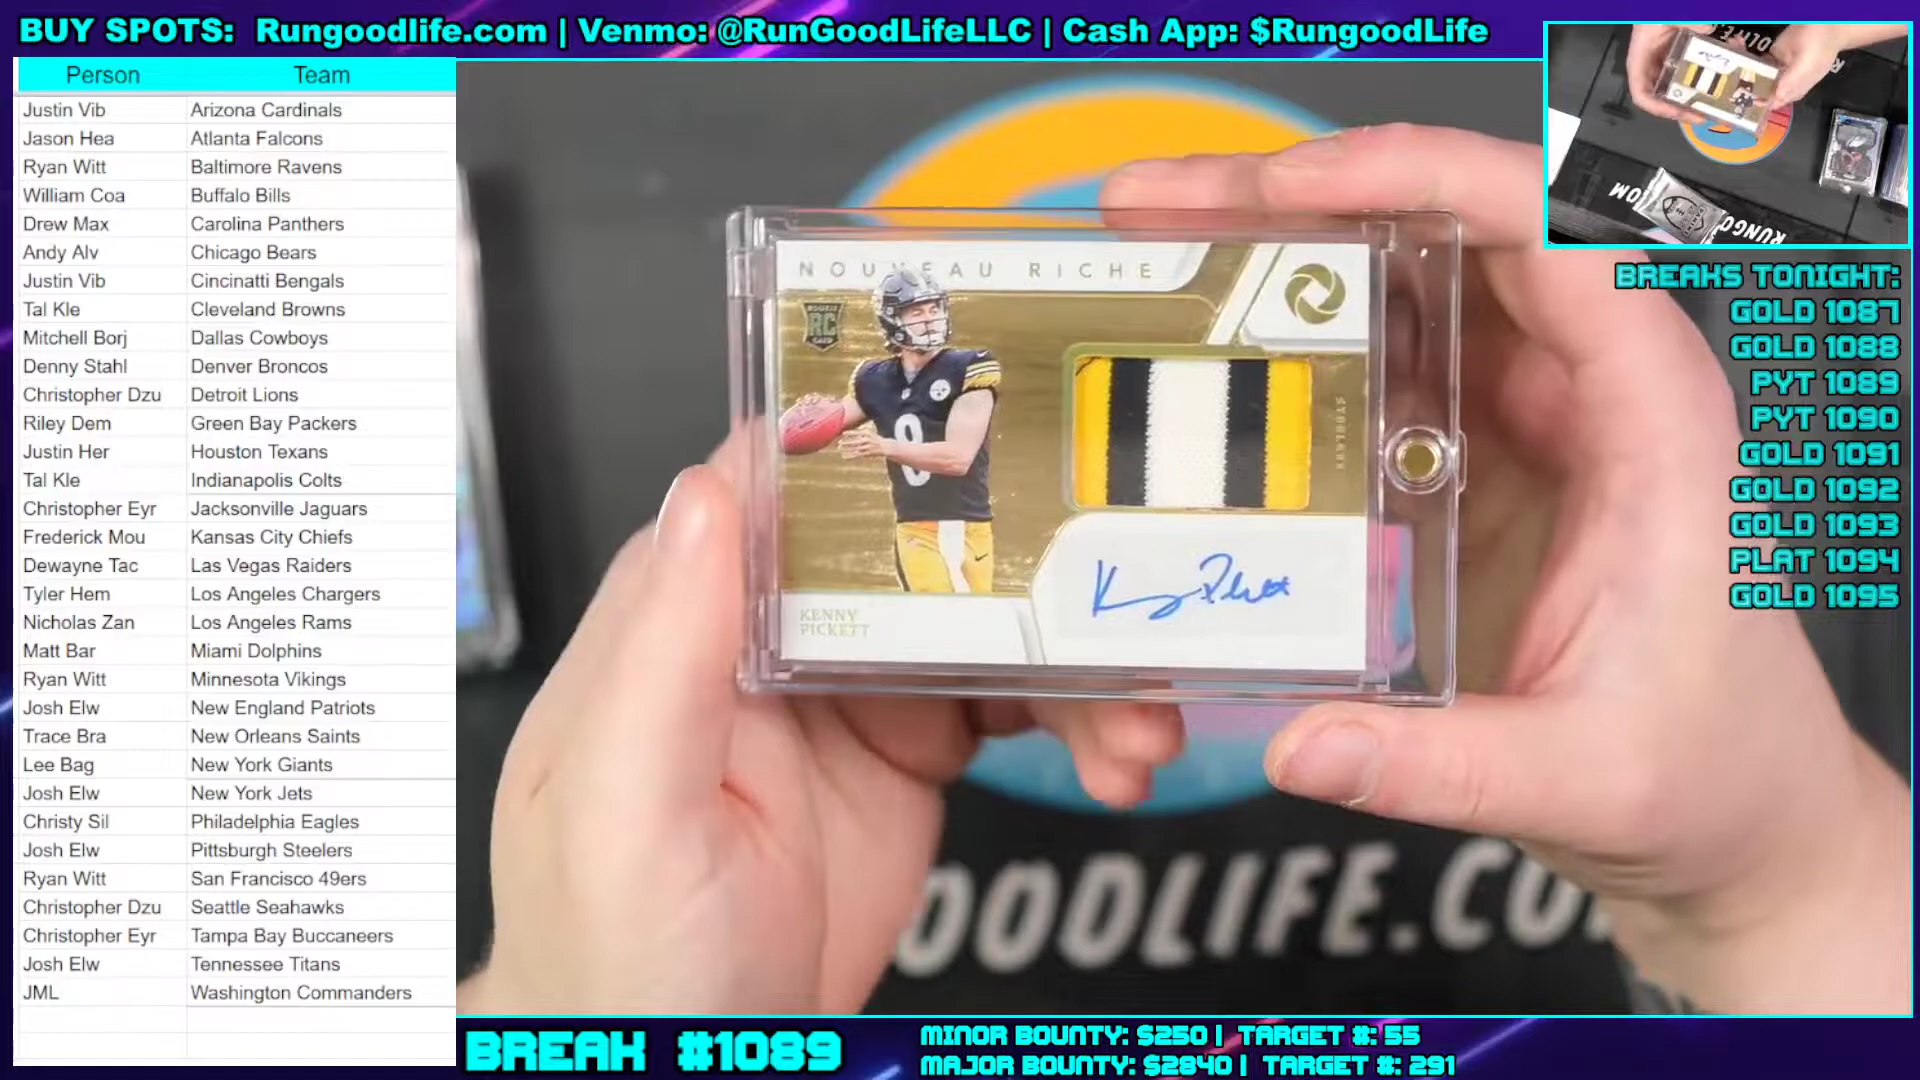 BUY SPOTS: Rungoodlife.com | Venmo: @RunGoodLifeLLC | Cash App: $RungoodLife
Person Team
Justin Vib Arizona Cardinals
Jason Hea Atlanta Falcons
Ryan Witt Baltimore Ravens
William Coa Buffalo Bills
Drew Max Carolina Panthers
Andy Alv Chicago Bears
Justin Vib Cincinatti Bengals
Tal Kle Cleveland Browns
Mitchell Borj Dallas Cowboys
Denny Stahl Denver Broncos
Christopher Dzu Detroit Lions
Riley Dem Green Bay Packers
Justin Her Houston Texans
Tal Kle Indianapolis Colts
Christopher Eyr Jacksonville Jaguars
Frederick Mou Kansas City Chiefs
Dewayne Tac Las Vegas Raiders
Tyler Hem Los Angeles Chargers
Nicholas Zan Los Angeles Rams
Matt Bar Miami Dolphins
Ryan Witt Minnesota Vikings
Josh Elw New England Patriots
Trace Bra New Orleans Saints
Lee Bag New York Giants
Josh Elw New York Jets
Christy Sil Philadelphia Eagles
Josh Elw Pittsburgh Steelers
Ryan Witt San Francisco 49ers
Christopher Dzu Seattle Seahawks
Christopher Eyr Tampa Bay Buccaneers
Josh Elw Tennessee Titans
JML Washington Commanders
NOUVEAU RICHE
ROOKIE
RC
CARD
8
STEELERS
KENNY
PICKETT
OODLIFE.CO
BREAKS TONIGHT:
GOLD 1087
GOLD 1088
PYT 1089
PYT 1090
GOLD 1091
GOLD 1092
GOLD 1093
PLAT 1094
GOLD 1095
BREAK #1089
MINOR BOUNTY: $250 | TARGET #: 55
MAJOR BOUNTY: $2840 | TARGET #: 291